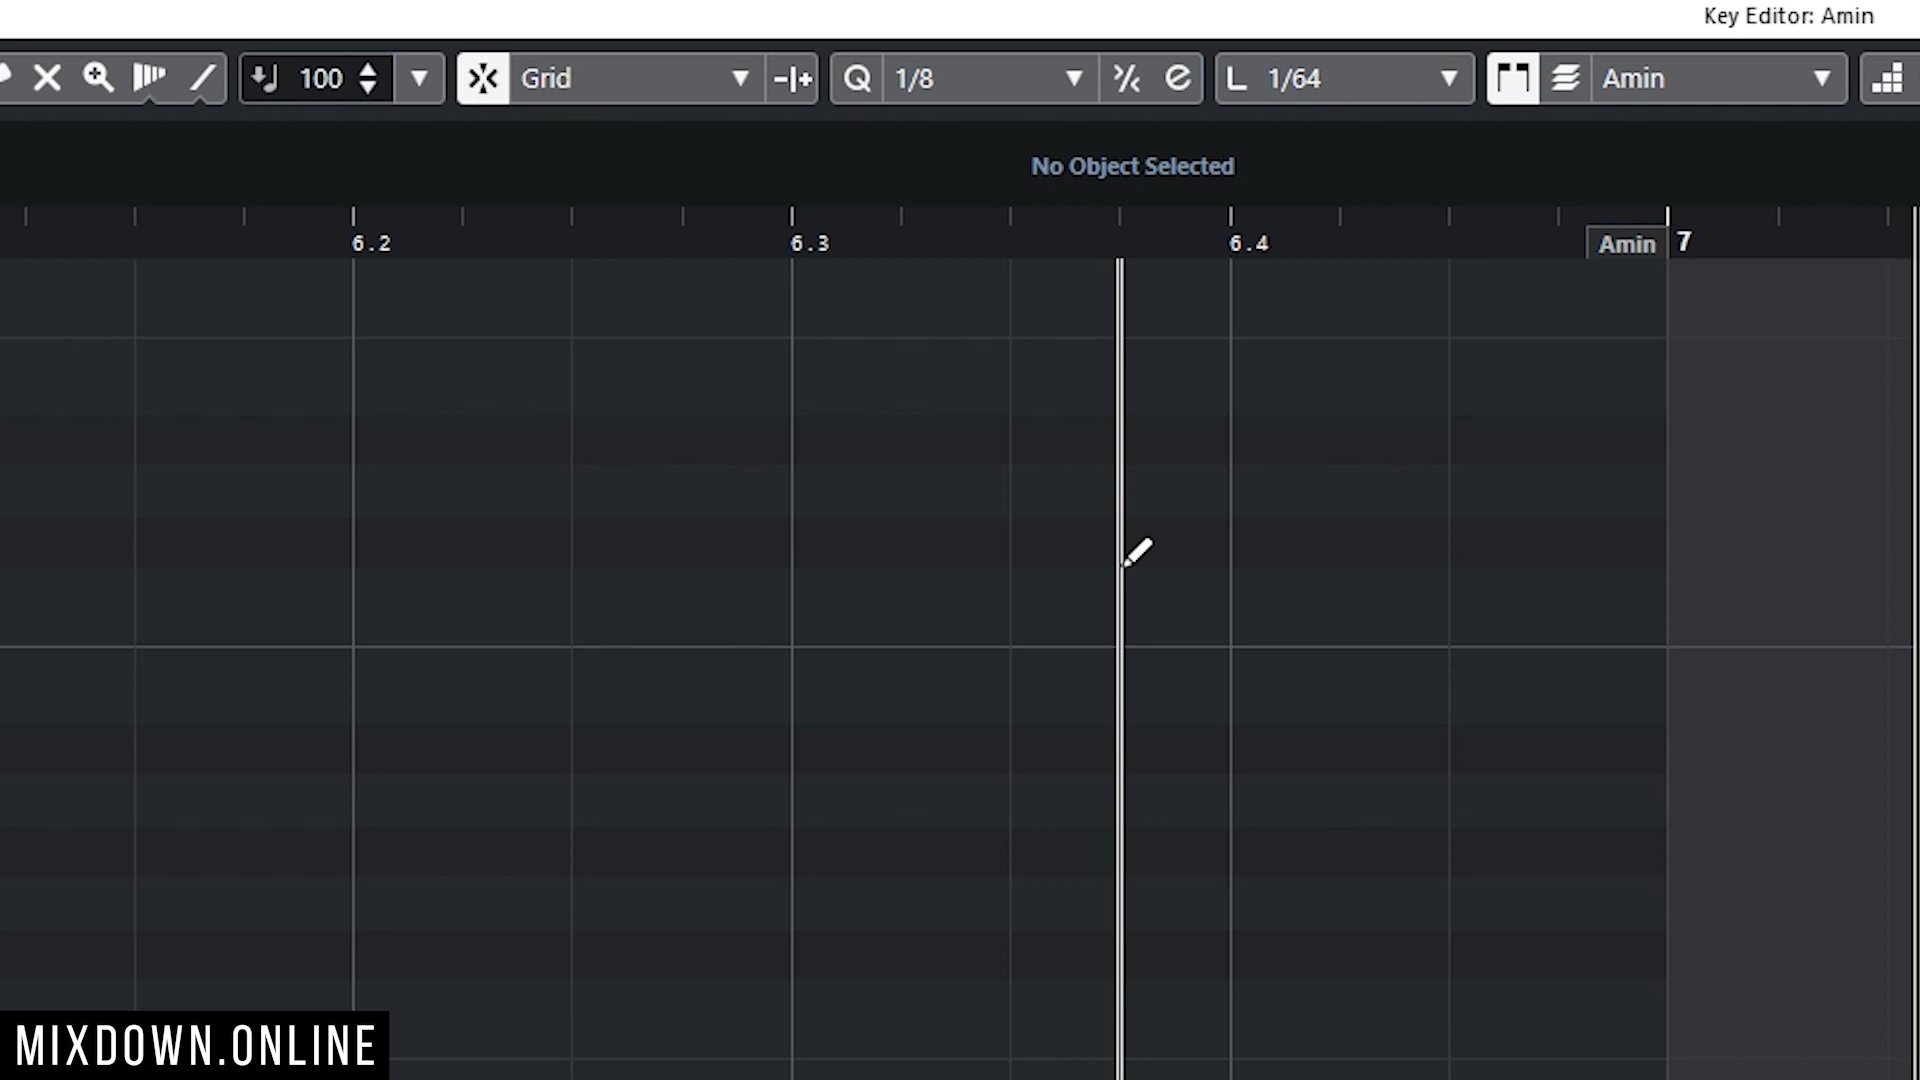 Key Editor: Amin
100 Grid Q 1/8 L 1/64 Amin
No Object Selected
6.2 6.3 6.4 Amin 7
MIXDOWN.ONLINE